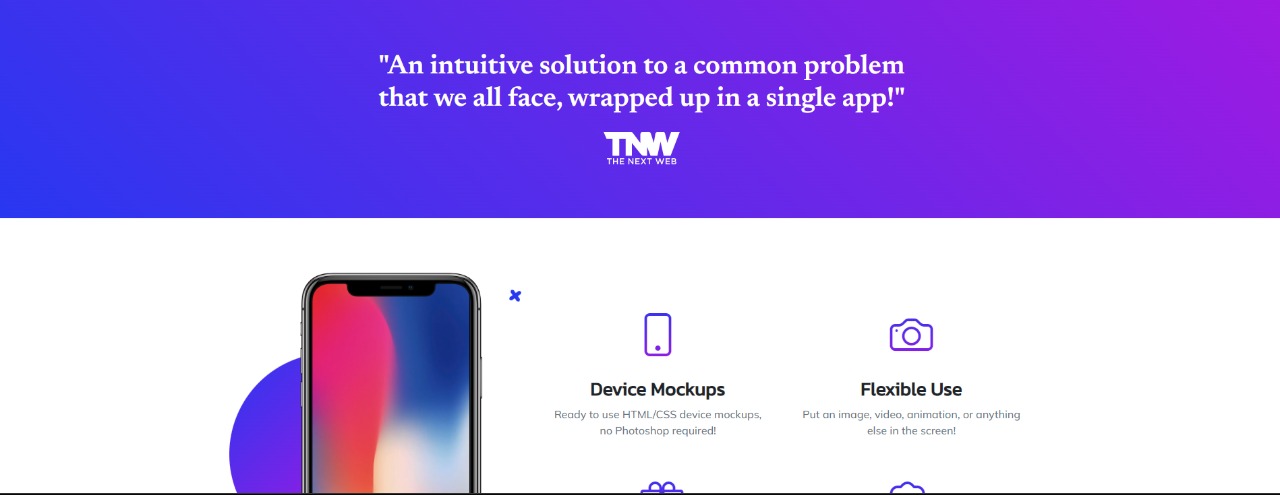 "An intuitive solution to a common problem
that we all face, wrapped up in a single app!"
TNW
THE NEXT WEB
Device Mockups
Ready to use HTML/CSS device mockups,
no Photoshop required!
Flexible Use
Put an image, video, animation, or anything
else in the screen!